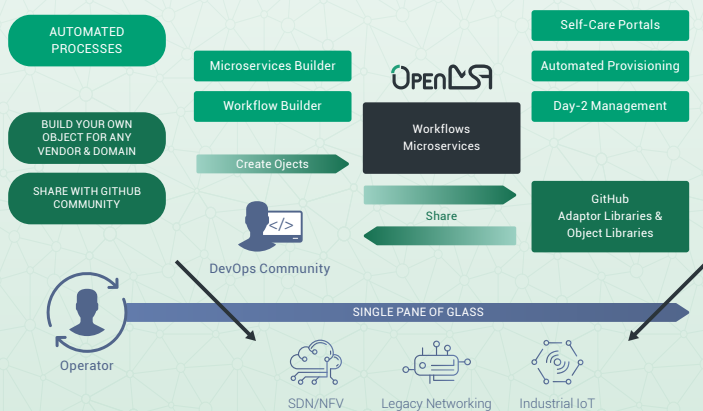 AUTOMATED
PROCESSES
BUILD YOUR OWN
OBJECT FOR ANY
VENDOR & DOMAIN
SHARE WITH GITHUB
COMMUNITY
Microservices Builder
Workflow Builder
Create Ojects
</>
DevOps Community
OPENMSA
Workflows
Microservices
Share
Self-Care Portals
Automated Provisioning
Day-2 Management
GitHub
Adaptor Libraries &
Object Libraries
SINGLE PANE OF GLASS
Operator
SDN/NFV
Legacy Networking
Industrial IoT